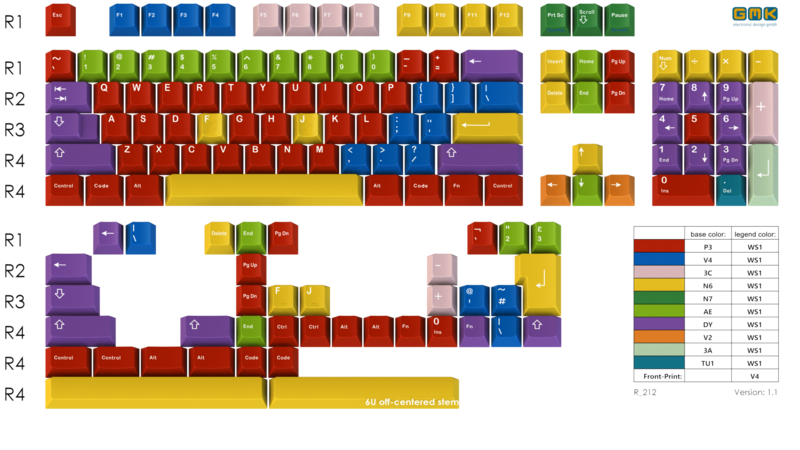 R1 Esc F1 F2 F3 F4 F5 F6 F7 F8 F9 F10 F11 F12 Prt Sc Scroll ⇩ Pause
GMK
electronic design gmbh
R1 ~ ` ! 1 @ 2 # 3 $ 4 % 5 ^ 6 & 7 * 8 ( 9 ) 0 _ - + = ← Insert Home Pg Up Num ⇩ ÷ × −
R2 Q W E R T Y U I O P { [ } ] | \ Delete End Pg Dn 7 Home 8 ↑ 9 Pg Up +
R3 ⇩ A S D F G H J K L : ; " ' 4 ← 5 6 →
R4 ⇧ Z X C V B N M < , > . ? / ⇧ ↑ 1 End 2 ↓ 3 Pg Dn
R4 Control Code Alt Alt Code Fn Control ← ↓ → 0 Ins . Del
R1 ← | \ Delete End Pg Dn ¬ ` " 2 £ 3
R2 ← Pg Up −
R3 ⇩ Pg Dn F J + @ ' ~ #
R4 ⇧ ⇧ End Ctrl Ctrl Alt Alt Fn 0 Ins Fn | \ ⇧
R4 Control Control Alt Alt Code Code
R4 6U off-centered stem
base color: legend color:
P3 WS1
V4 WS1
3C WS1
N6 WS1
N7 WS1
AE WS1
DY WS1
V2 WS1
3A WS1
TU1 WS1
Front-Print: V4
R_212 Version: 1.1